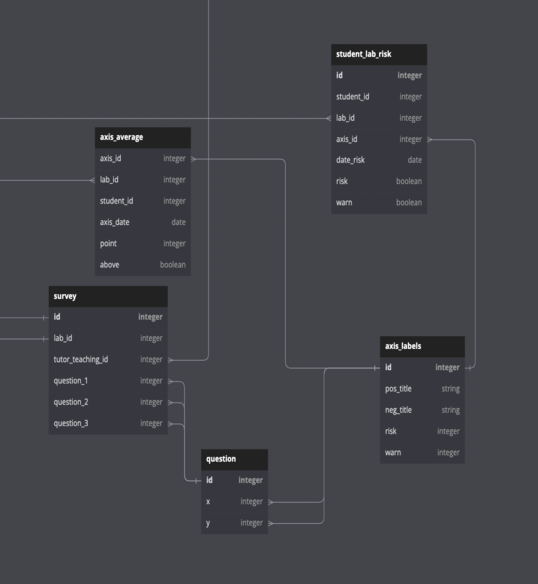 student_lab_risk
id integer
student_id integer
lab_id integer
axis_id integer
date_risk date
risk boolean
warn boolean
axis_average
axis_id integer
lab_id integer
student_id integer
axis_date date
point integer
above boolean
survey
id integer
lab_id integer
tutor_teaching_id integer
question_1 integer
question_2 integer
question_3 integer
axis_labels
id integer
pos_title string
neg_title string
risk integer
warn integer
question
id integer
x integer
y integer